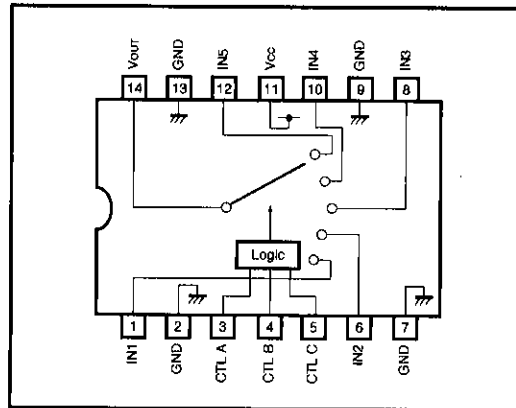 VOUT GND IN5 VCC IN4 GND IN3
14 13 12 11 10 9 8
Logic
1 2 3 4 5 6 7
IN1 GND CTL A CTL B CTL C IN2 GND